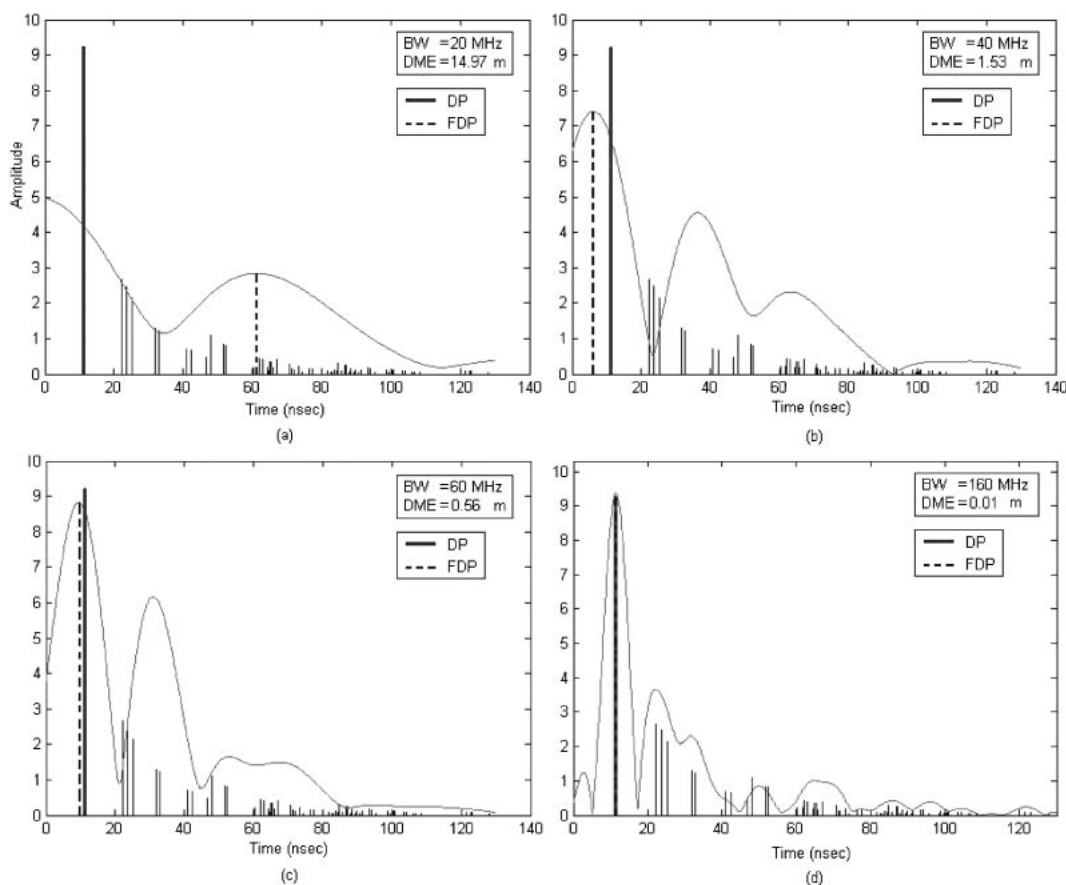 10
9
8
7
6
5
4
3
2
1
0
Amplitude
BW =20 MHz
DME=14.97 m
DP
FDP
0 20 40 60 80 100 120 140
Time (nsec)
(a)
10
9
8
7
6
5
4
3
2
1
0
BW =40 MHz
DME=1.53 m
DP
FDP
0 20 40 60 80 100 120 140
Time (nsec)
(b)
10
9
8
7
6
5
4
3
2
1
0
BW =60 MHz
DME=0.56 m
DP
FDP
0 20 40 60 80 100 120 140
Time (nsec)
(c)
10
9
8
7
6
5
4
3
2
1
0
BW =160 MHz
DME=0.01 m
DP
FDP
0 20 40 60 80 100 120
Time (nsec)
(d)